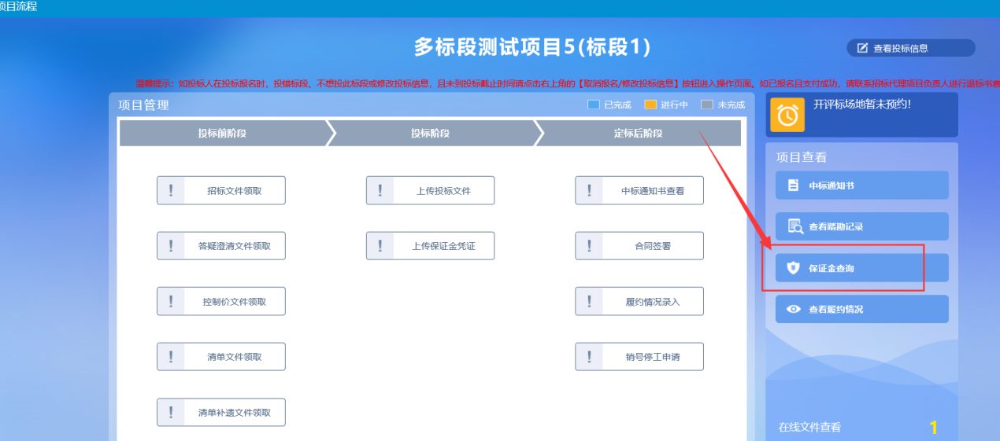 项目流程
多标段测试项目5(标段1)
查看投标信息
温馨提示：如投标人在投标报名时，投错标段、不想投此标段或修改投标信息，且未到投标截止时间请点击右上角的【取消报名/修改投标信息】按钮进入操作页面。如已报名且支付成功，请联系招标代理项目负责人进行退标书费
项目管理
已完成 进行中 未完成
开评标场地暂未预约!
投标前阶段 投标阶段 定标后阶段
项目查看
招标文件领取 上传投标文件 中标通知书查看
中标通知书
查看踏勘记录
答疑澄清文件领取 上传保证金凭证 合同签署
保证金查询
控制价文件领取 履约情况录入
查看履约情况
清单文件领取 销号停工申请
清单补遗文件领取
在线文件查看 1